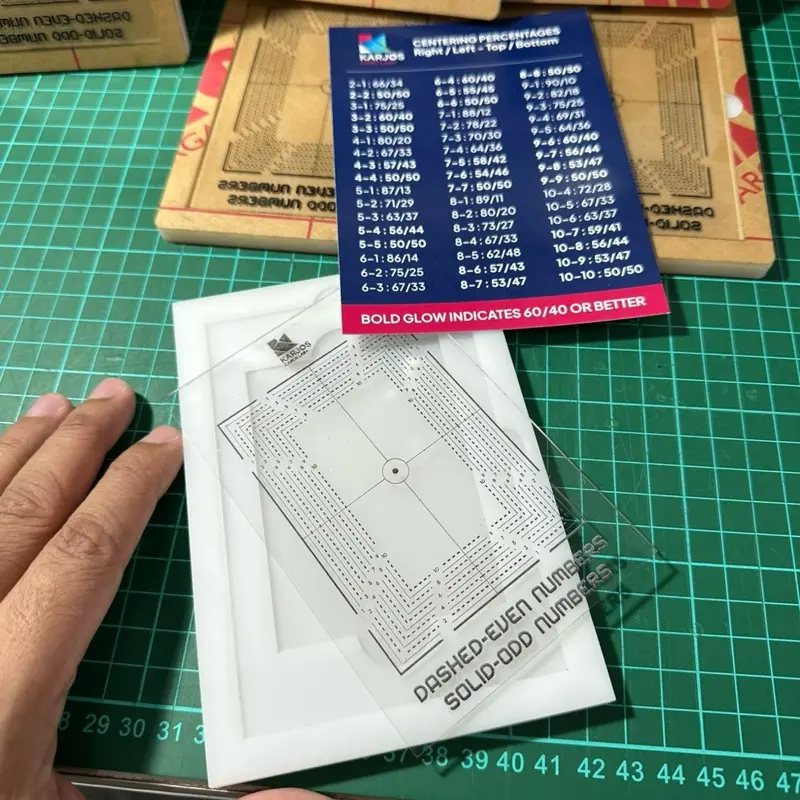 KARJOS
CENTERING PERCENTAGES
Right / Left - Top / Bottom
2-1 : 66/34
2-2 : 50/50
3-1 : 75/25
3-2 : 60/40
3-3 : 50/50
4-1 : 80/20
4-2 : 67/33
4-3 : 57/43
4-4 : 50/50
5-1 : 87/13
5-2 : 71/29
5-3 : 63/37
5-4 : 56/44
5-5 : 50/50
6-1 : 86/14
6-2 : 75/25
6-3 : 67/33
6-4 : 60/40
6-5 : 55/45
6-6 : 50/50
7-1 : 88/12
7-2 : 78/22
7-3 : 70/30
7-4 : 64/36
7-5 : 58/42
7-6 : 54/46
7-7 : 50/50
8-1 : 89/11
8-2 : 80/20
8-3 : 73/27
8-4 : 67/33
8-5 : 62/48
8-6 : 57/43
8-7 : 53/47
8-8 : 50/50
9-1 : 90/10
9-2 : 82/18
9-3 : 75/25
9-4 : 69/31
9-5 : 64/36
9-6 : 60/40
9-7 : 56/44
9-8 : 53/47
9-9 : 50/50
10-4 : 72/28
10-5 : 67/33
10-6 : 63/37
10-7 : 59/41
10-8 : 56/44
10-9 : 53/47
10-10 : 50/50
BOLD GLOW INDICATES 60/40 OR BETTER
KARJOS
DASHED-EVEN NUMBERS
SOLID-ODD NUMBERS
DASHED-EVEN NUMBERS
SOLID-ODD NUMBERS
EVEN NUMBERS
ODD NUMBERS
DASHED-E
SOLID-
29 30 31 38 39 40 41 42 43 44 45 46 47